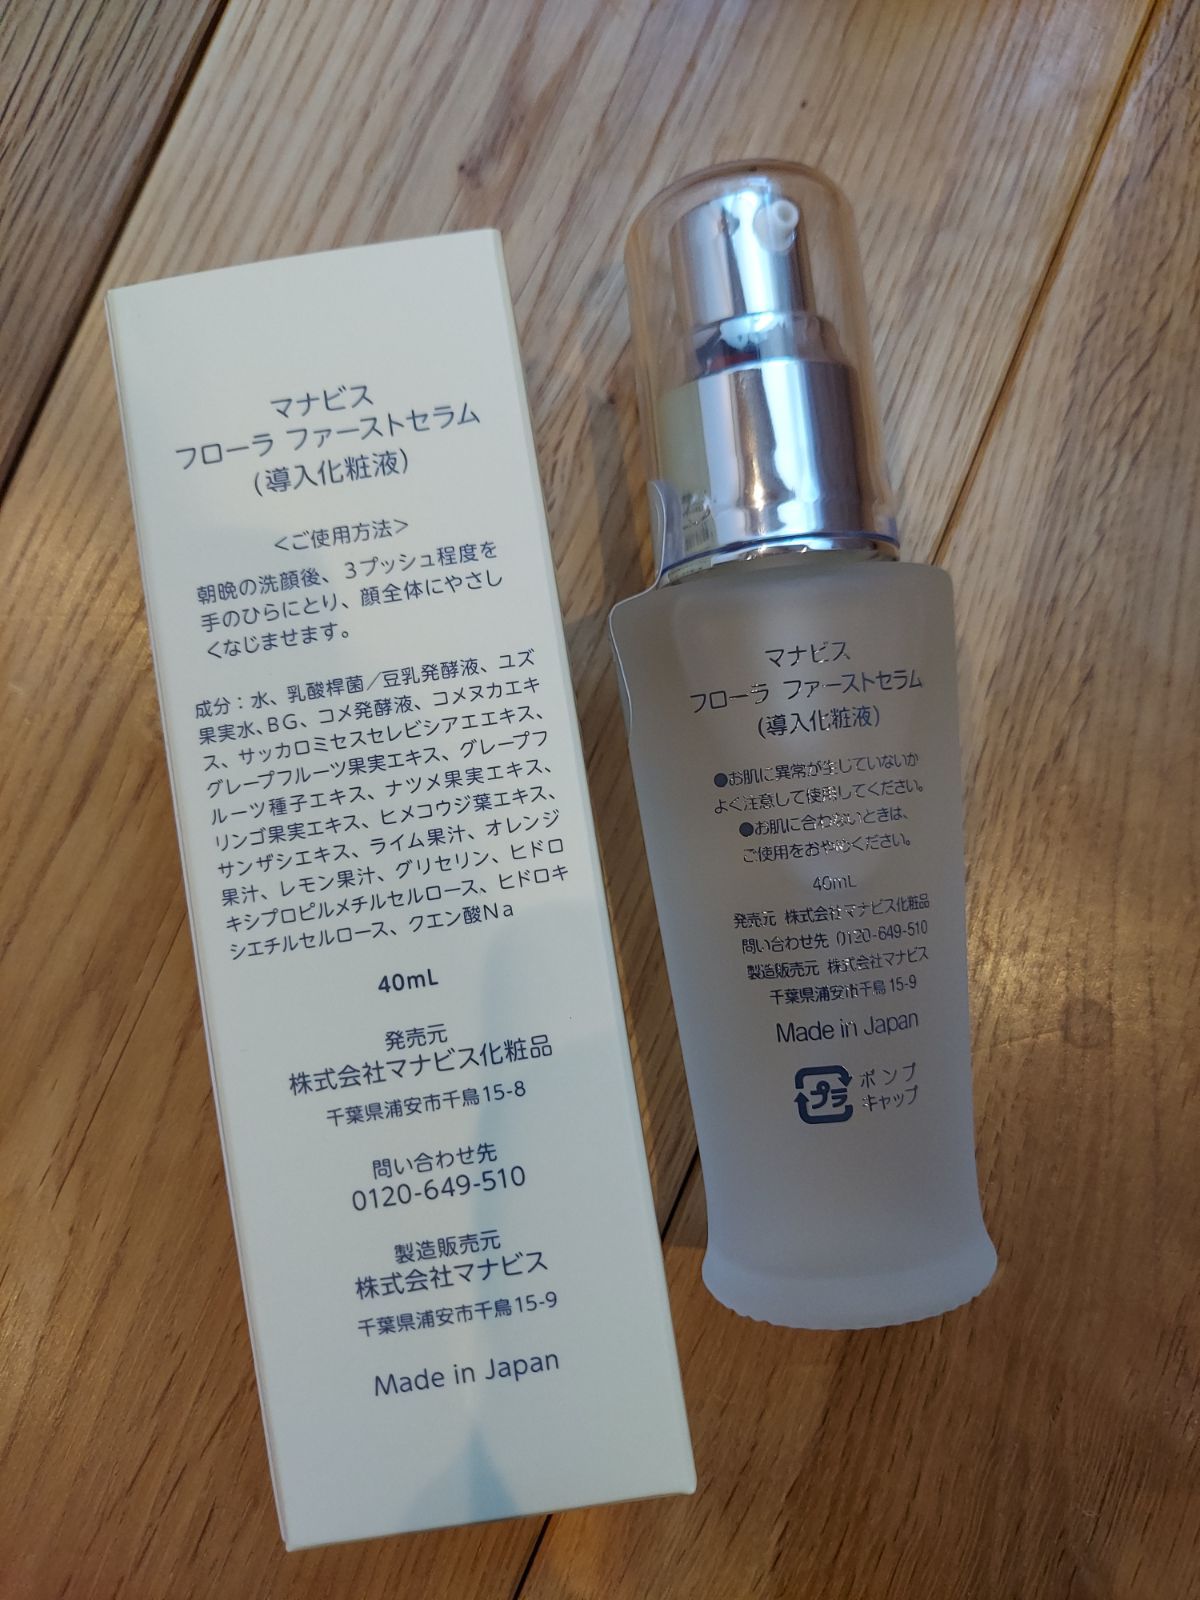 マナビス
フローラ ファーストセラム
(導入化粧液)
＜ご使用方法＞
朝晩の洗顔後、３プッシュ程度を
手のひらにとり、顔全体にやさし
くなじませます。
成分：水、乳酸桿菌／豆乳発酵液、ユズ
果実水、BG、コメ発酵液、コメヌカエキ
ス、サッカロミセスセレビシアエエキス、
グレープフルーツ果実エキス、グレープフ
ルーツ種子エキス、ナツメ果実エキス、
リンゴ果実エキス、ヒメコウジ葉エキス、
サンザシエキス、ライム果汁、オレンジ
果汁、レモン果汁、グリセリン、ヒドロ
キシプロピルメチルセルロース、ヒドロキ
シエチルセルロース、クエン酸Na
40mL
発売元
株式会社マナビス化粧品
千葉県浦安市千鳥15-8
問い合わせ先
0120-649-510
製造販売元
株式会社マナビス
千葉県浦安市千鳥15-9
Made in Japan
マナビス
フローラ ファーストセラム
(導入化粧液)
●お肌に異常が生じていないか
よく注意して使用してください。
●お肌に合わないときは、
ご使用をおやめください。
40mL
発売元 株式会社マナビス化粧品
問い合わせ先 0120-649-510
製造販売元 株式会社マナビス
千葉県浦安市千鳥15-9
Made in Japan
プラ ポンプ
キャップ